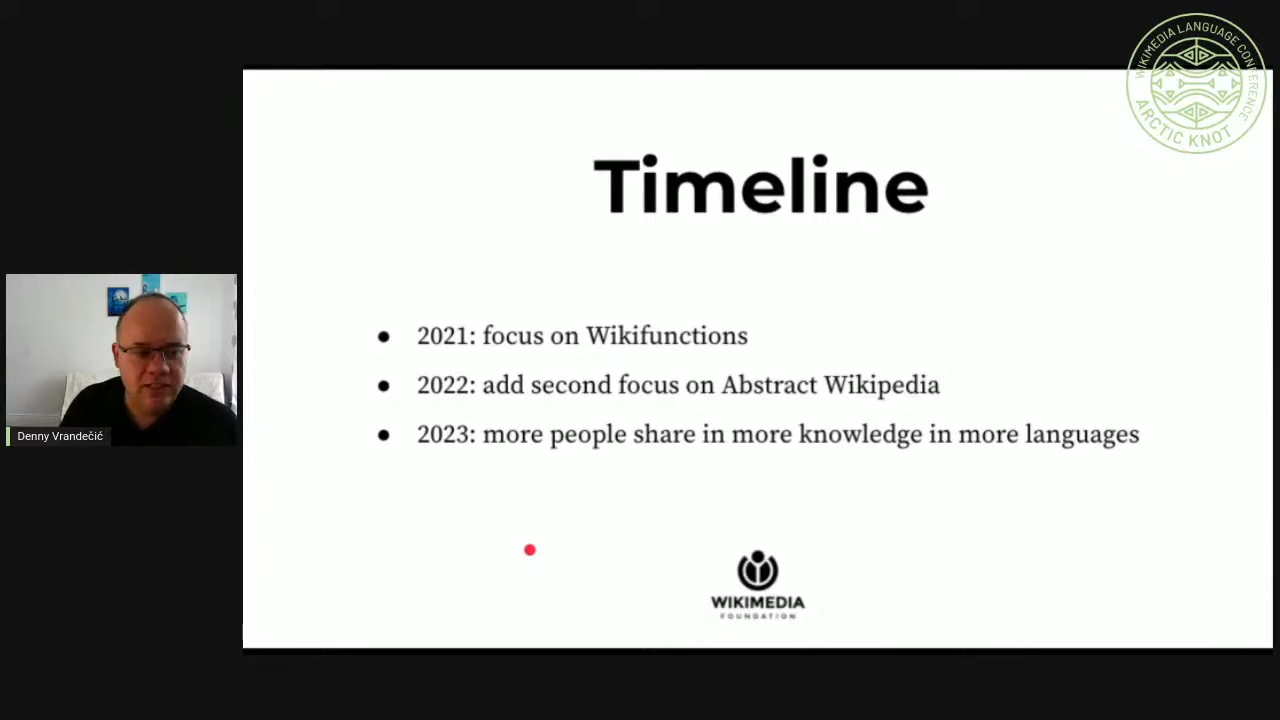 WIKIMEDIA LANGUAGE CONFERENCE
ARCTIC KNOT
Timeline
● 2021: focus on Wikifunctions
● 2022: add second focus on Abstract Wikipedia
● 2023: more people share in more knowledge in more languages
Denny Vrandečić
WIKIMEDIA
FOUNDATION